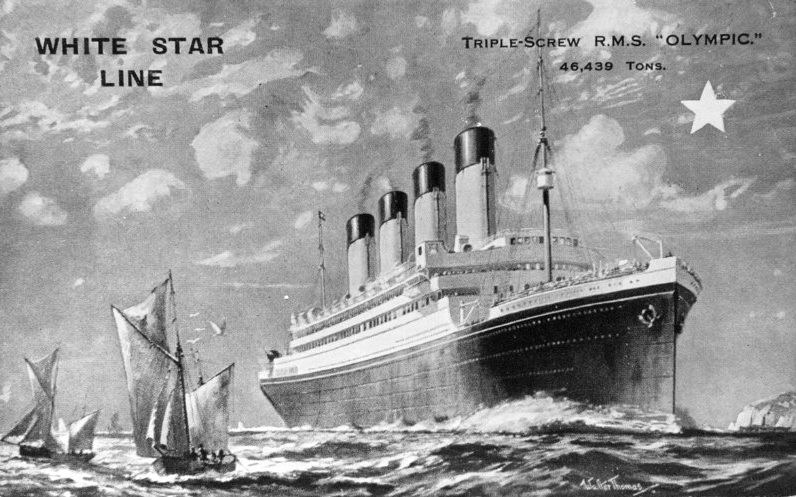 WHITE STAR
LINE
TRIPLE-SCREW R.M.S. "OLYMPIC."
46,439 TONS.
Walter Thomas